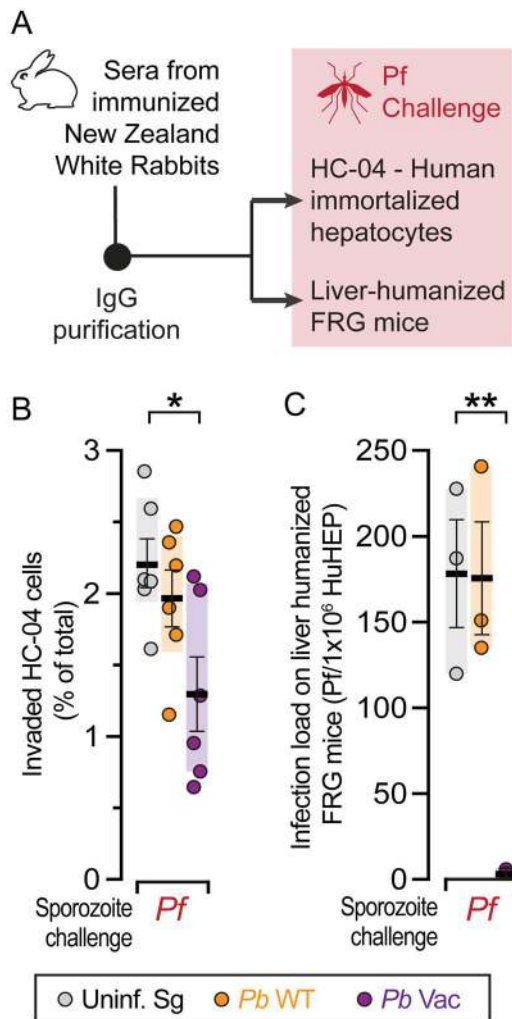 A
Sera from
immunized
New Zealand
White Rabbits
IgG
purification
Pf
Challenge
HC-04 - Human
immortalized
hepatocytes
Liver-humanized
FRG mice
B
*
Invaded HC-04 cells
(% of total)
3
2
1
0
Sporozoite
challenge
Pf
C
**
Infection load on liver humanized
FRG mice (Pf/1x10⁶ HuHEP)
250
200
150
100
50
0
Sporozoite
challenge
Pf
Uninf. Sg Pb WT Pb Vac